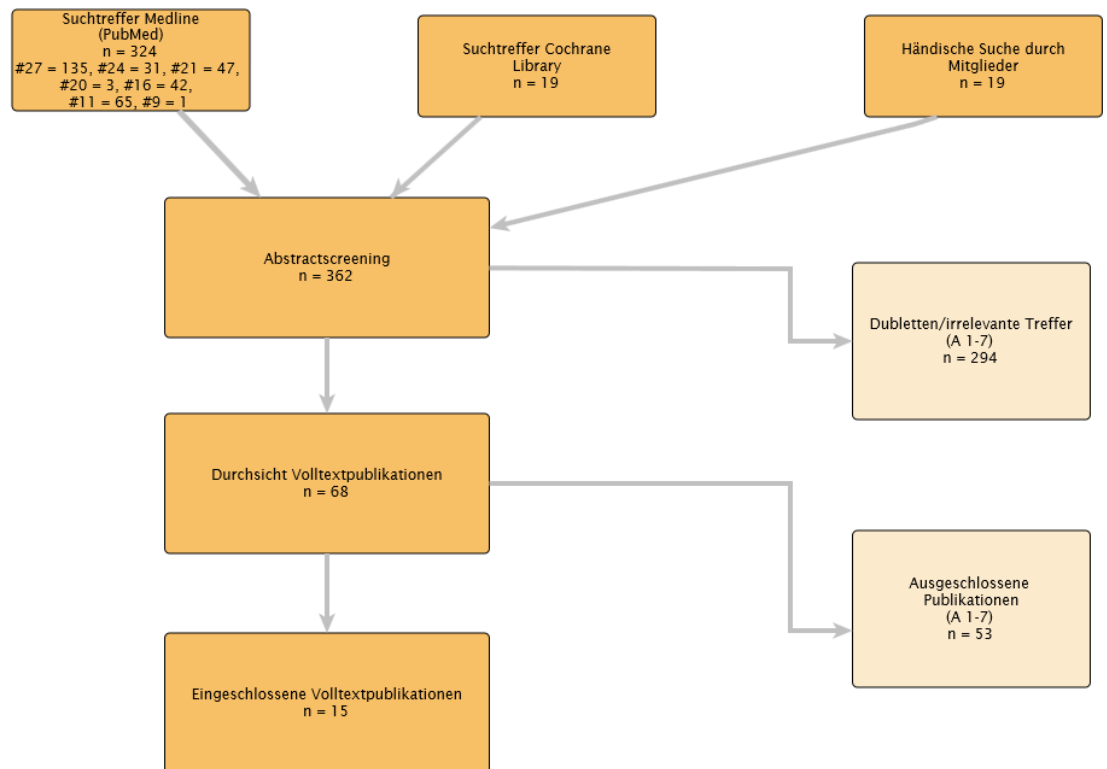 Suchtreffer Medline
(PubMed)
n = 324
#27 = 135, #24 = 31, #21 = 47,
#20 = 3, #16 = 42,
#11 = 65, #9 = 1
Suchtreffer Cochrane
Library
n = 19
Händische Suche durch
Mitglieder
n = 19
Abstractscreening
n = 362
Dubletten/irrelevante Treffer
(A 1-7)
n = 294
Durchsicht Volltextpublikationen
n = 68
Ausgeschlossene
Publikationen
(A 1-7)
n = 53
Eingeschlossene Volltextpublikationen
n = 15